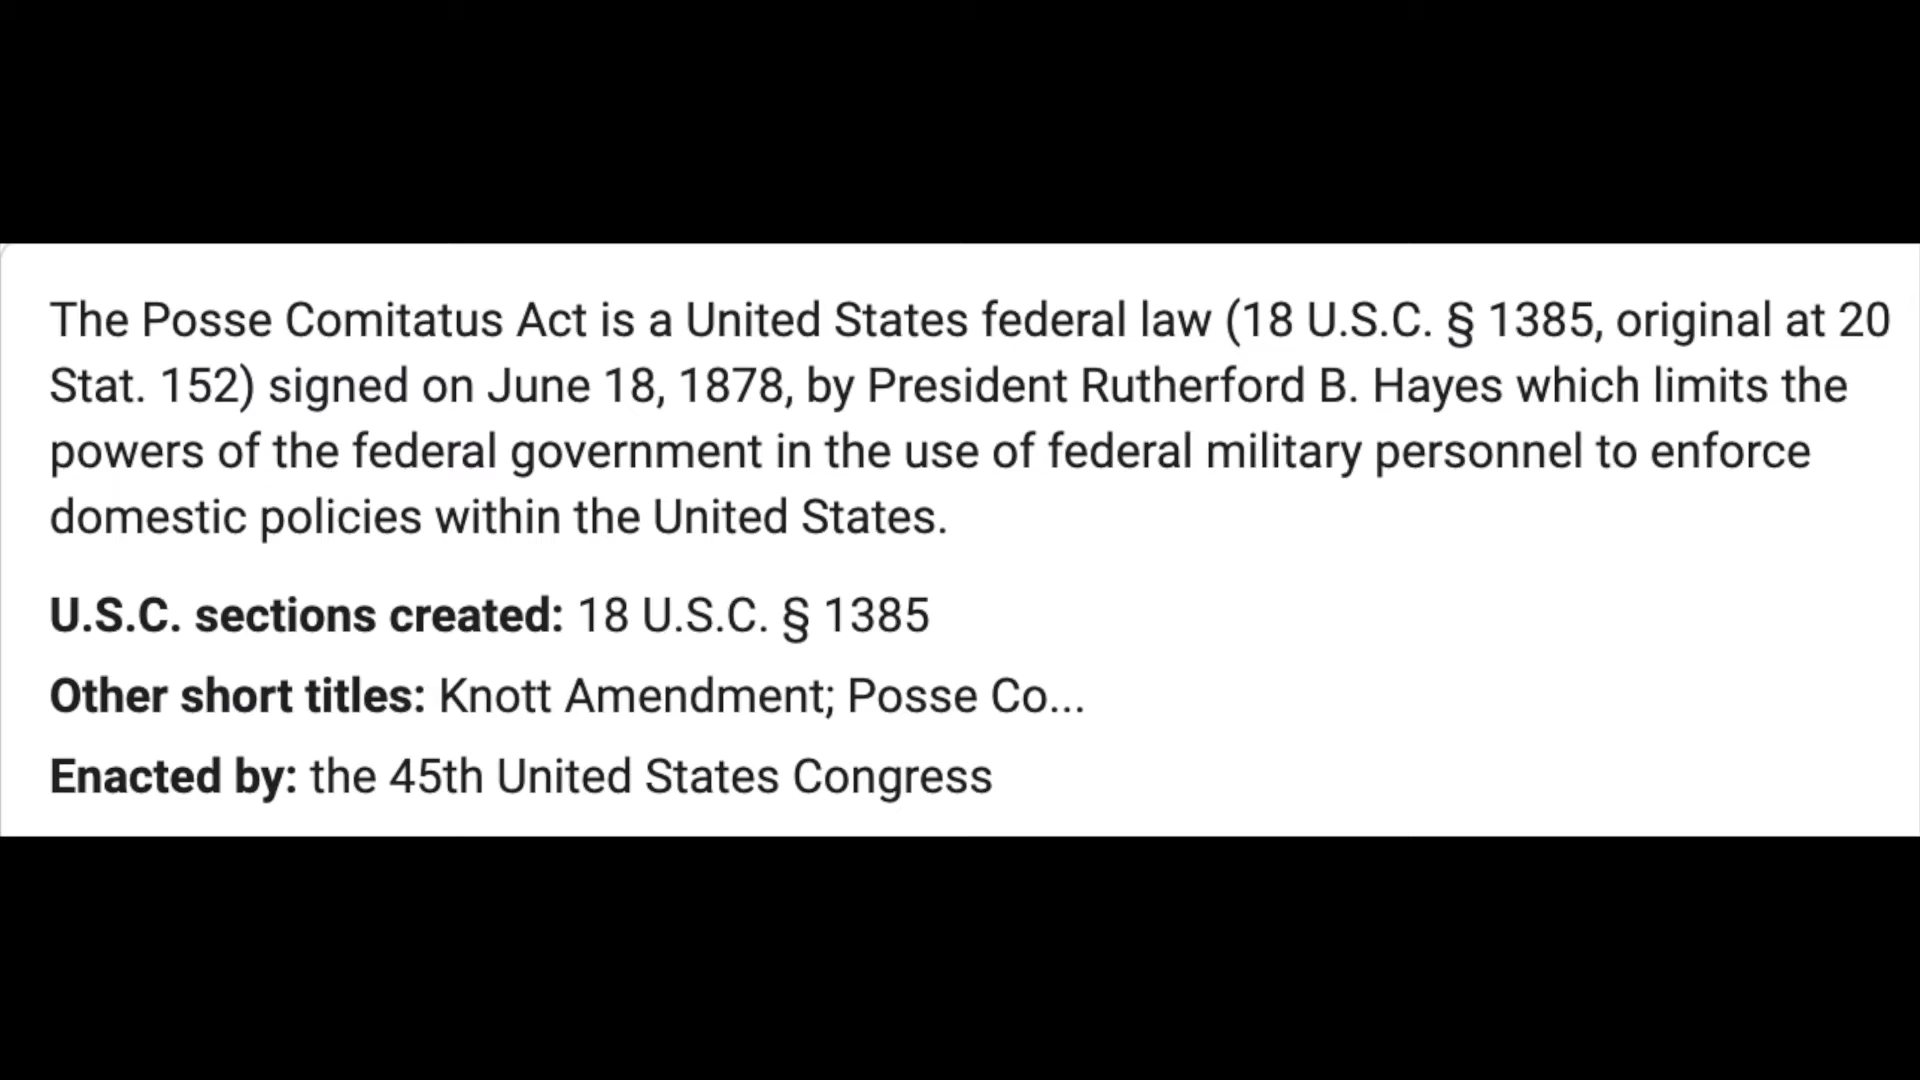 The Posse Comitatus Act is a United States federal law (18 U.S.C. § 1385, original at 20
Stat. 152) signed on June 18, 1878, by President Rutherford B. Hayes which limits the
powers of the federal government in the use of federal military personnel to enforce
domestic policies within the United States.
U.S.C. sections created: 18 U.S.C. § 1385
Other short titles: Knott Amendment; Posse Co...
Enacted by: the 45th United States Congress